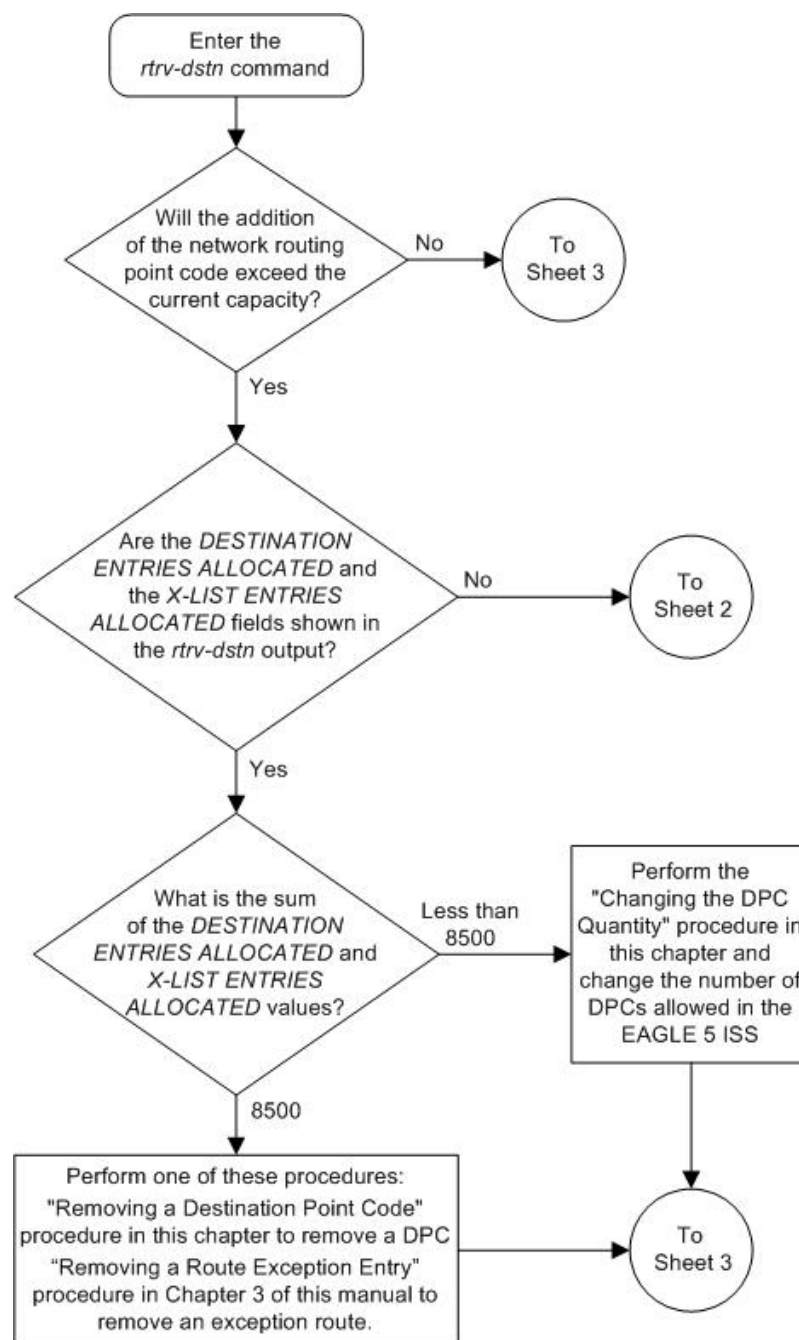 Enter the
rtrv-dstn
command
Will the addition
of the network routing
point code exceed the
current capacity?
No
To
Sheet 3
Yes
Are the DESTINATION
ENTRIES ALLOCATED and
the X-LIST ENTRIES
ALLOCATED fields shown in
the rtrv-dstn output?
No
To
Sheet 2
Yes
What is the sum
of the DESTINATION
ENTRIES ALLOCATED and
X-LIST ENTRIES
ALLOCATED values?
Less than
8500
Perform the
"Changing the DPC
Quantity" procedure in
this chapter and
change the number of
DPCs allowed in the
EAGLE 5 ISS
8500
Perform one of these procedures:
"Removing a Destination Point Code"
procedure in this chapter to remove a DPC
“Removing a Route Exception Entry”
procedure in Chapter 3 of this manual to
remove an exception route.
To
Sheet 3